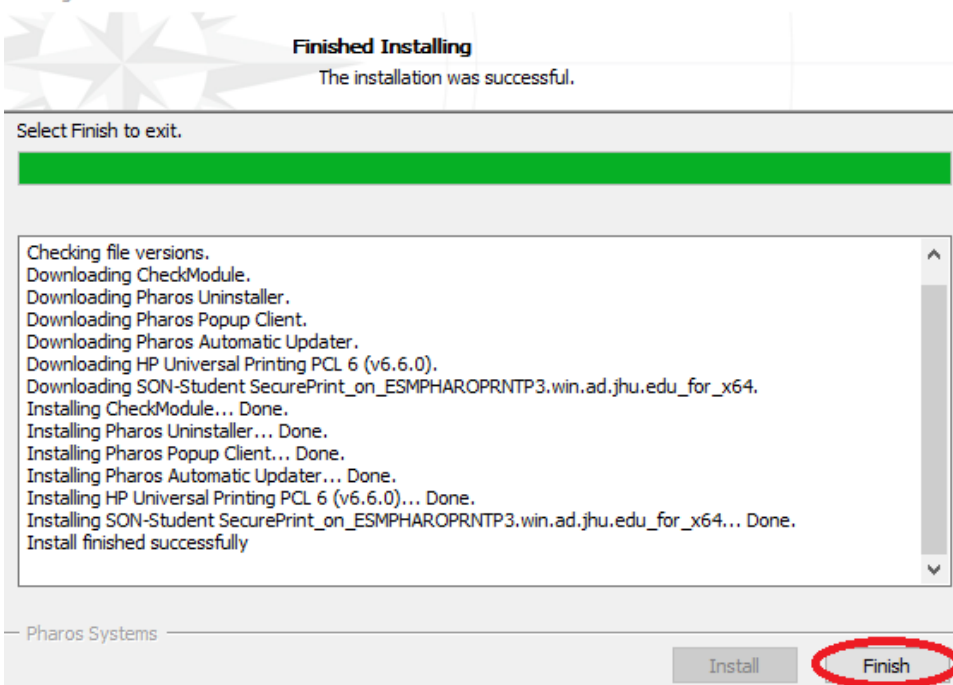 Finished Installing
The installation was successful.
Select Finish to exit.
Checking file versions.
Downloading CheckModule.
Downloading Pharos Uninstaller.
Downloading Pharos Popup Client.
Downloading Pharos Automatic Updater.
Downloading HP Universal Printing PCL 6 (v6.6.0).
Downloading SON-Student SecurePrint_on_ESMPHAROPRNTP3.win.ad.jhu.edu_for_x64.
Installing CheckModule... Done.
Installing Pharos Uninstaller... Done.
Installing Pharos Popup Client... Done.
Installing Pharos Automatic Updater... Done.
Installing HP Universal Printing PCL 6 (v6.6.0)... Done.
Installing SON-Student SecurePrint_on_ESMPHAROPRNTP3.win.ad.jhu.edu_for_x64... Done.
Install finished successfully
Pharos Systems
Install Finish